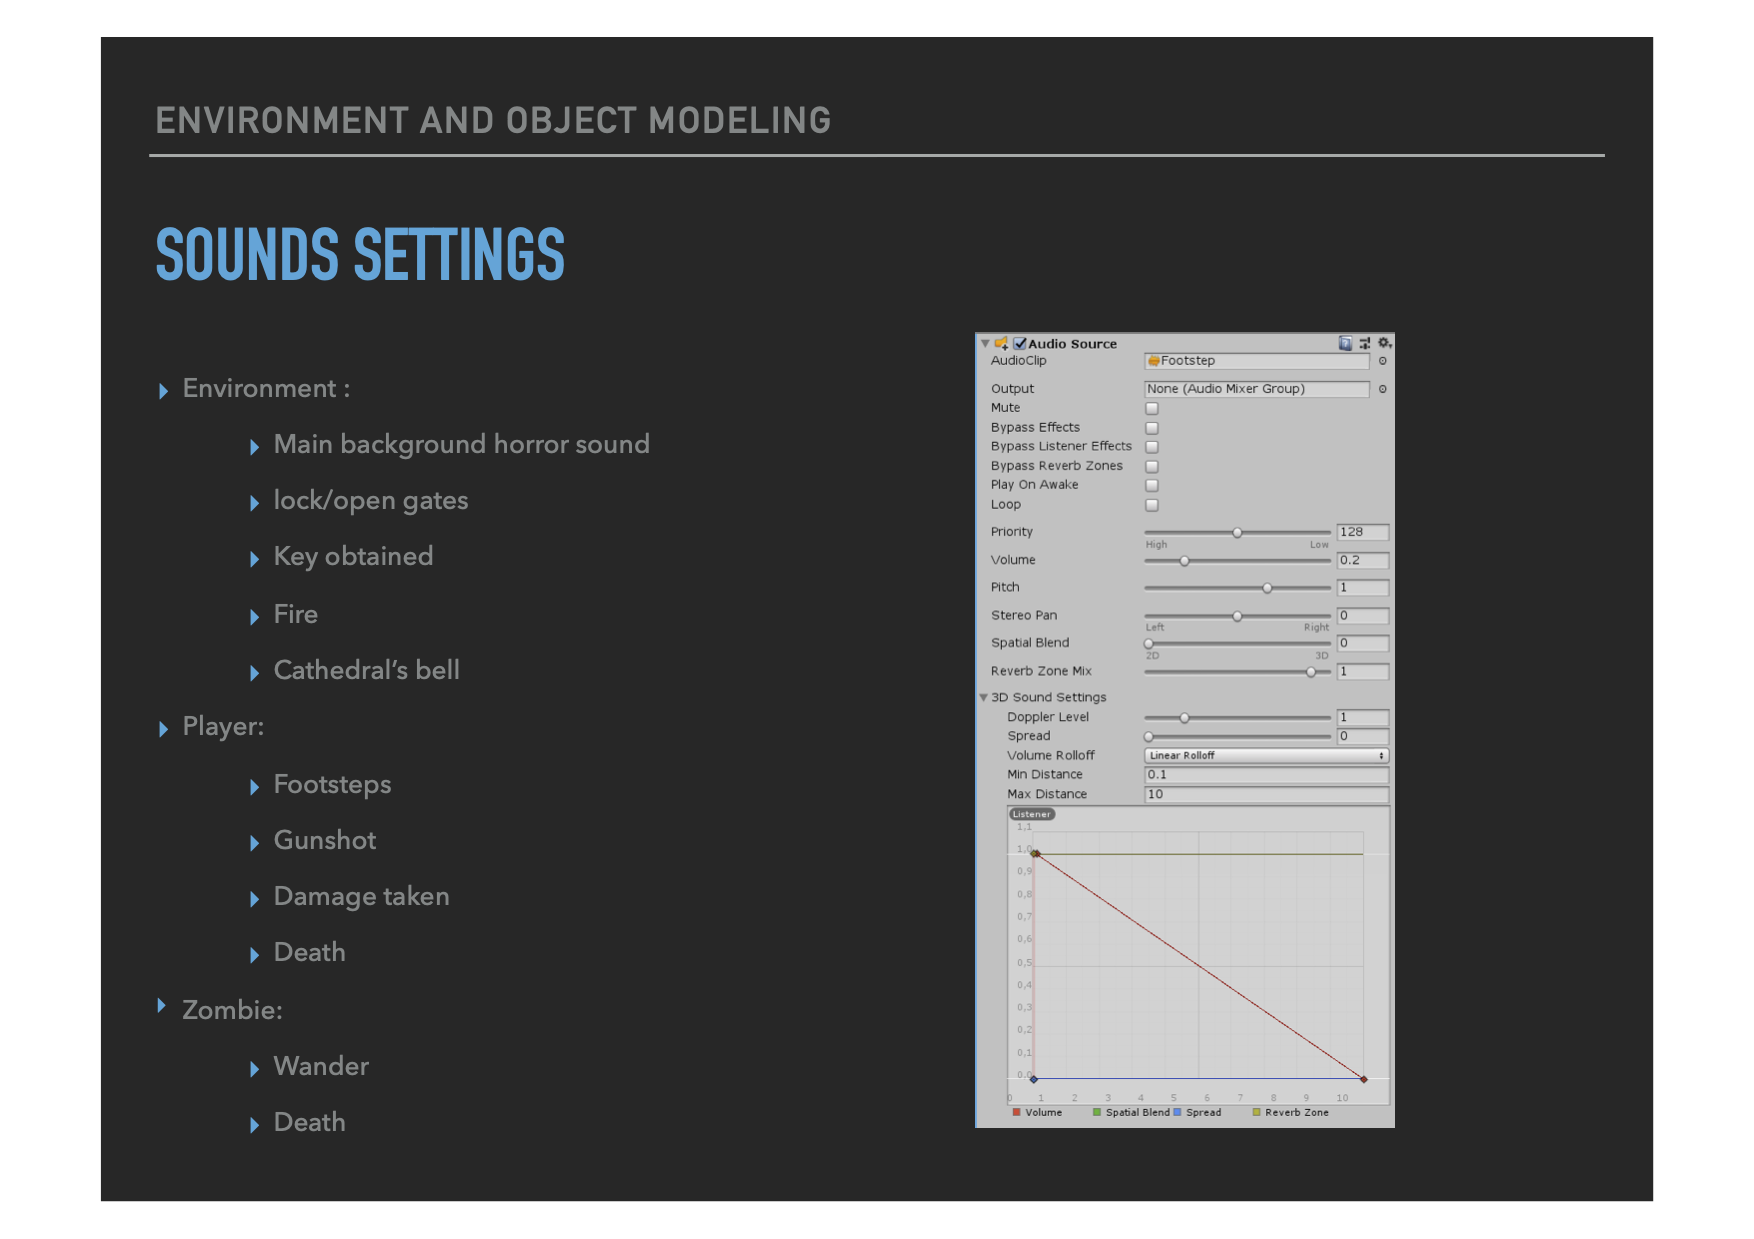 ENVIRONMENT AND OBJECT MODELING
SOUNDS SETTINGS
Environment :
Main background horror sound
lock/open gates
Key obtained
Fire
Cathedral’s bell
Player:
Footsteps
Gunshot
Damage taken
Death
Zombie:
Wander
Death
Audio Source
AudioClip Footstep
Output None (Audio Mixer Group)
Mute
Bypass Effects
Bypass Listener Effects
Bypass Reverb Zones
Play On Awake
Loop
Priority 128
High Low
Volume 0.2
Pitch 1
Stereo Pan 0
Left Right
Spatial Blend 0
2D 3D
Reverb Zone Mix 1
3D Sound Settings
Doppler Level 1
Spread 0
Volume Rolloff Linear Rolloff
Min Distance 0.1
Max Distance 10
Listener
1,1
1,0
0,9
0,8
0,7
0,6
0,5
0,4
0,3
0,2
0,1
0,0
0 1 2 3 4 5 6 7 8 9 10
Volume Spatial Blend Spread Reverb Zone